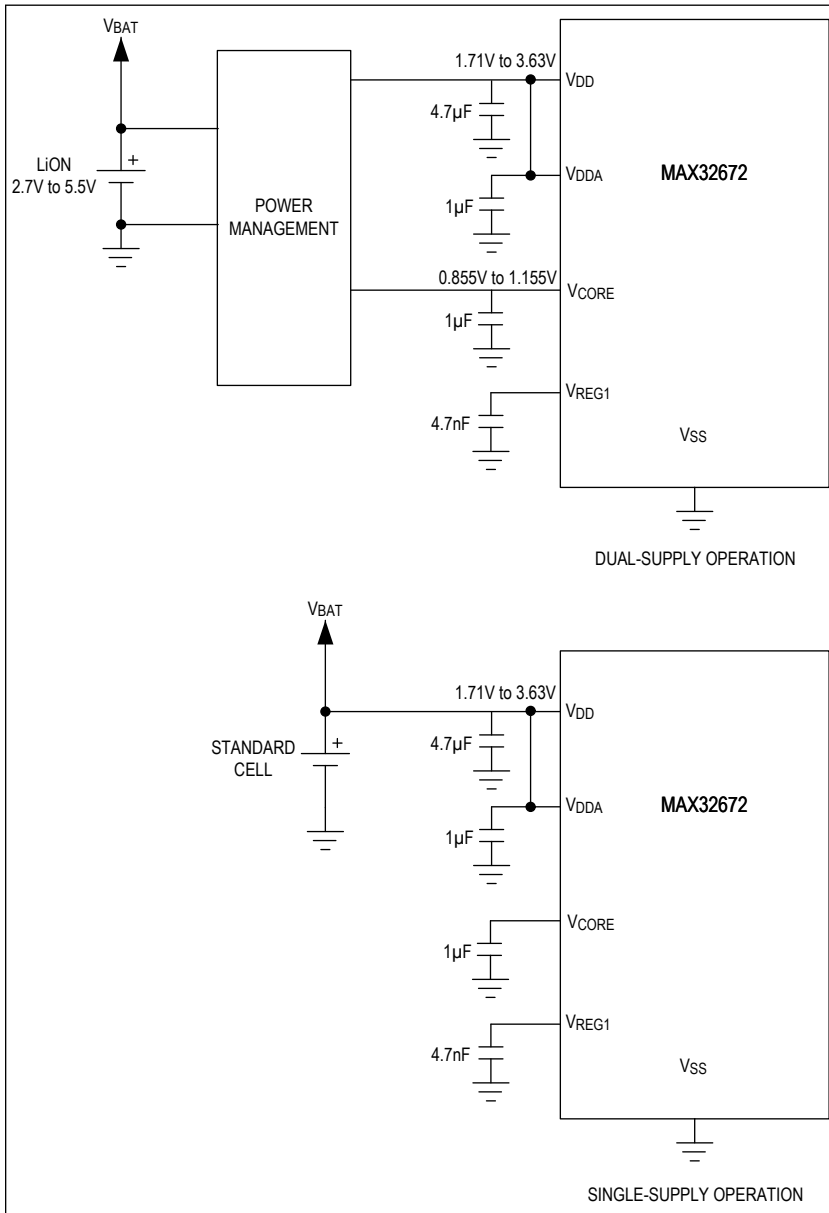 VBAT
1.71V to 3.63V
VDD
4.7µF
LiON
2.7V to 5.5V
+
VDDA
MAX32672
1µF
POWER
MANAGEMENT
0.855V to 1.155V
VCORE
1µF
VREG1
4.7nF
VSS
DUAL-SUPPLY OPERATION
VBAT
1.71V to 3.63V
VDD
4.7µF
STANDARD
CELL
+
VDDA
MAX32672
1µF
VCORE
1µF
VREG1
4.7nF
VSS
SINGLE-SUPPLY OPERATION